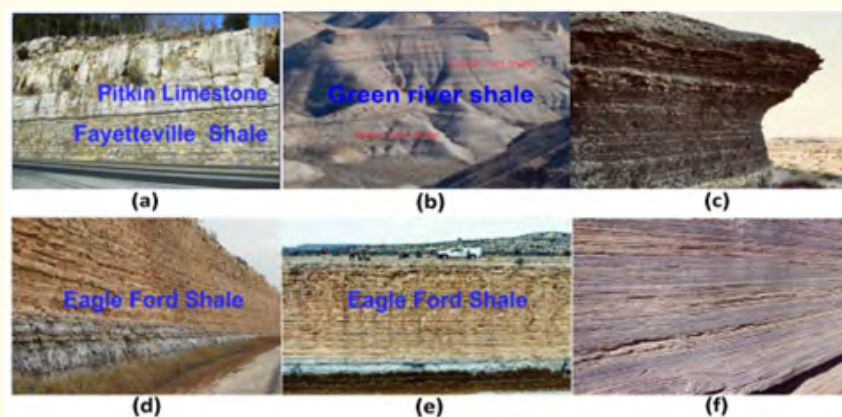 Pitkin Limestone
Fayetteville Shale
Green river shale
(a)
(b)
(c)
Eagle Ford Shale
Eagle Ford Shale
(d)
(e)
(f)